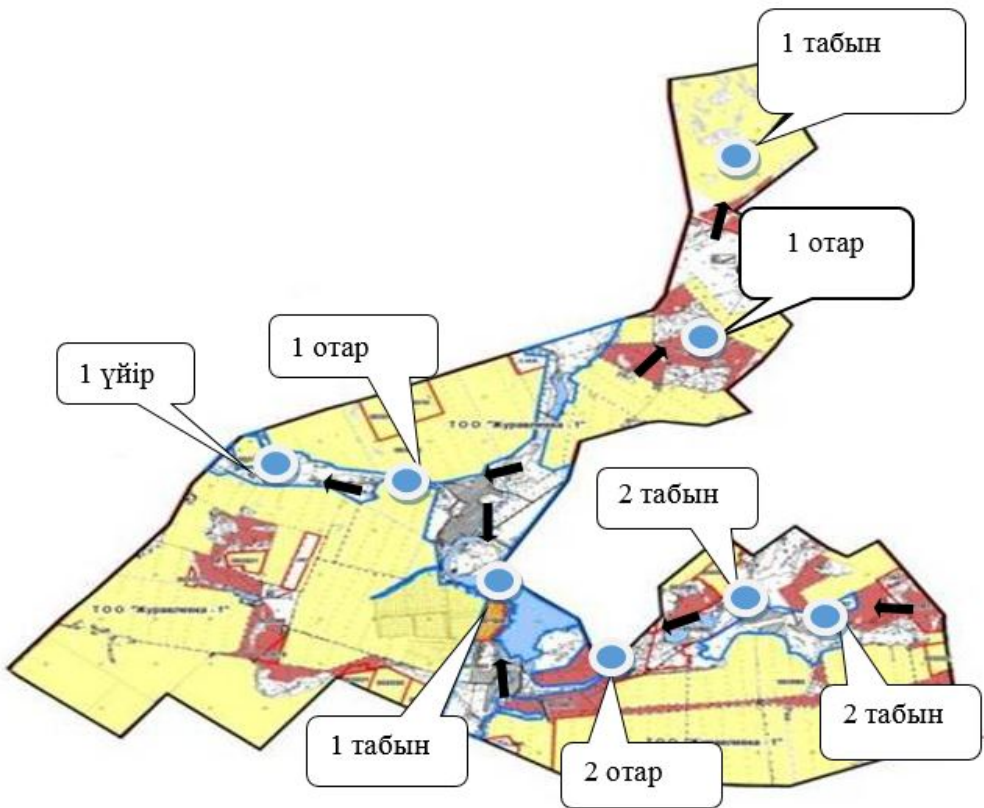 1 табын
1 отар
1 отар
1 үйір
ТОО "Журавлевка - 1"
2 табын
ТОО "Журавлевка - 1"
2 табын
1 табын
2 отар